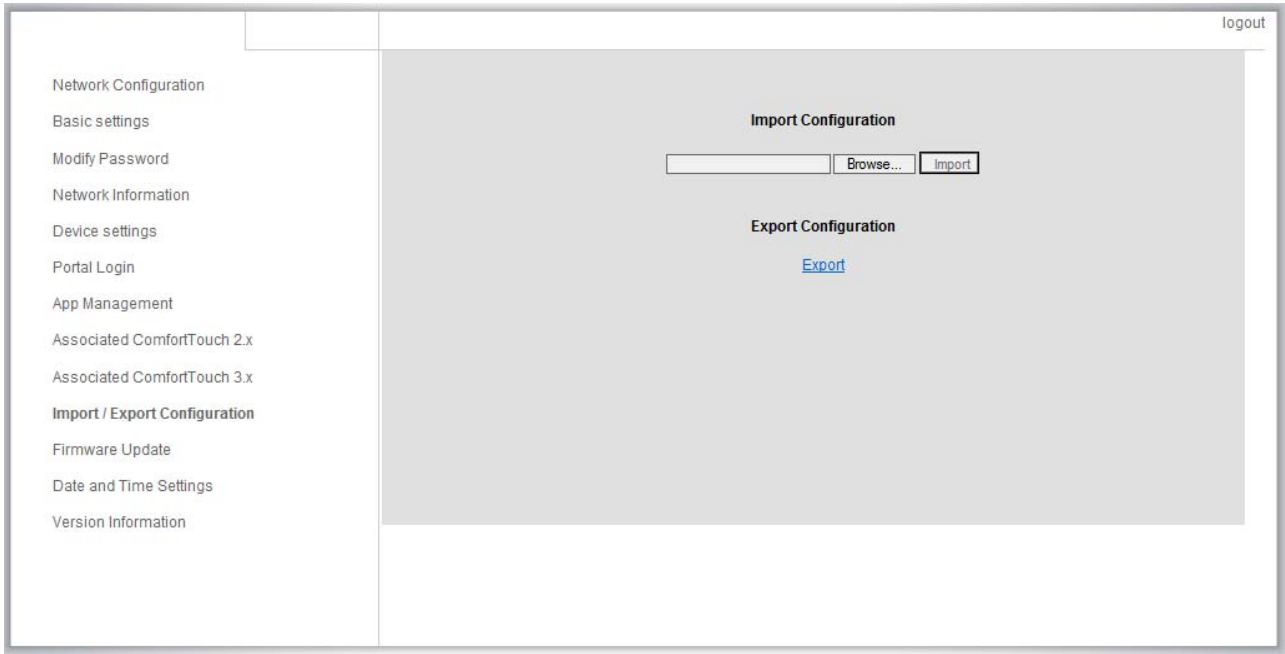 logout
Network Configuration
Basic settings
Modify Password
Network Information
Device settings
Portal Login
App Management
Associated ComfortTouch 2.x
Associated ComfortTouch 3.x
Import / Export Configuration
Firmware Update
Date and Time Settings
Version Information
Import Configuration
Browse... Import
Export Configuration
Export